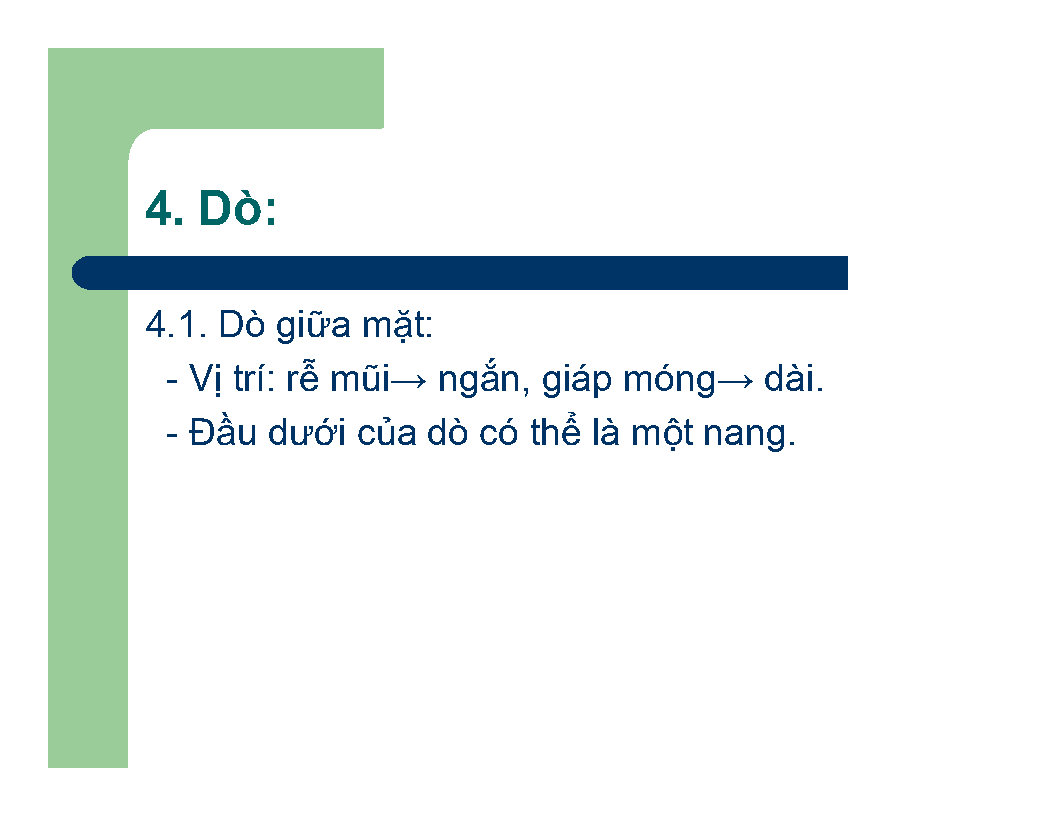 4. Dò:
4.1. Dò giữa mặt:
- Vị trí: rễ mũi→ ngắn, giáp móng→ dài.
- Đầu dưới của dò có thể là một nang.